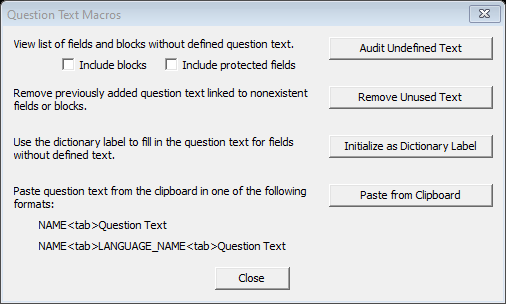 Question Text Macros
View list of fields and blocks without defined question text.
Audit Undefined Text
Include blocks
Include protected fields
Remove previously added question text linked to nonexistent
fields or blocks.
Remove Unused Text
Use the dictionary label to fill in the question text for fields
without defined text.
Initialize as Dictionary Label
Paste question text from the clipboard in one of the following
formats:
Paste from Clipboard
NAME<tab>Question Text
NAME<tab>LANGUAGE_NAME<tab>Question Text
Close